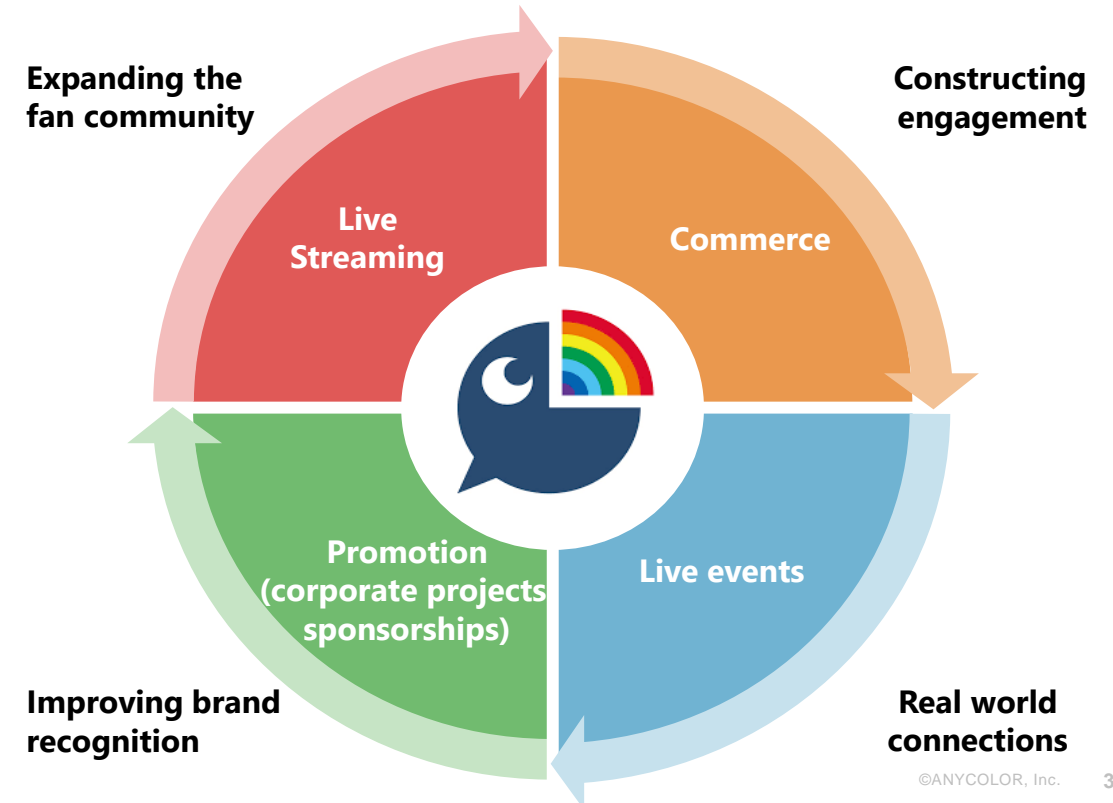 Expanding the
fan community
Constructing
engagement
Live
Streaming
Commerce
Promotion
(corporate projects
sponsorships)
Live events
Improving brand
recognition
Real world
connections
©ANYCOLOR, Inc.
3